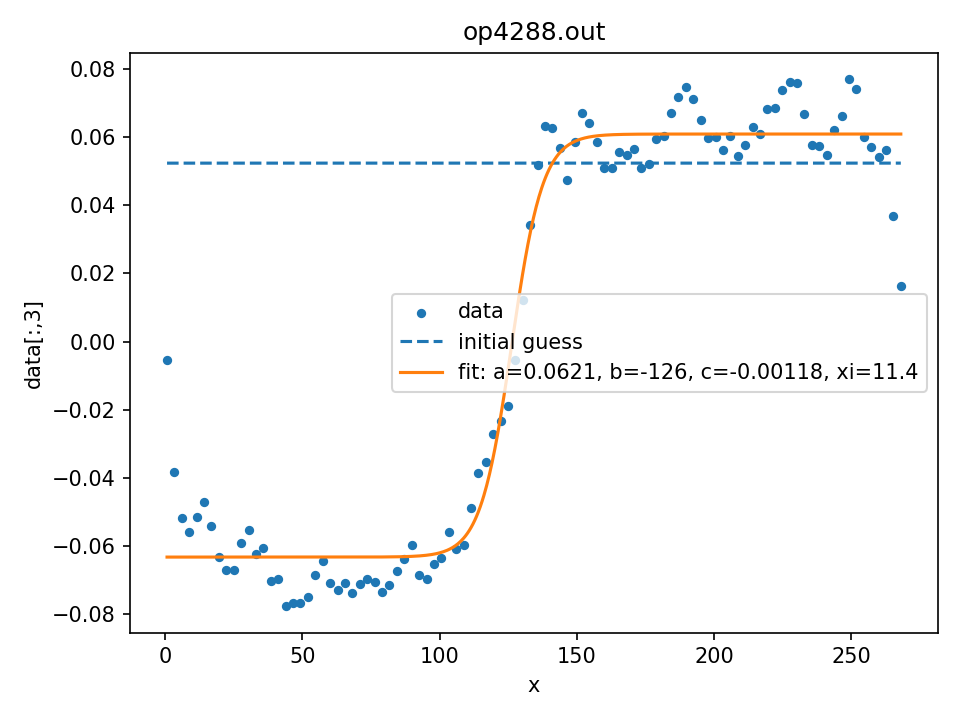 op4288.out
0.08
0.06
0.04
0.02
0.00
−0.02
−0.04
−0.06
−0.08
data[:,3]
data
initial guess
fit: a=0.0621, b=-126, c=-0.00118, xi=11.4
0 50 100 150 200 250
x